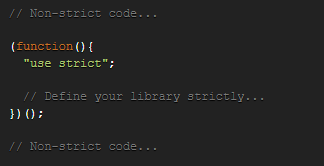 // Non-strict code...
(function(){
"use strict";
// Define your library strictly...
})();
// Non-strict code...